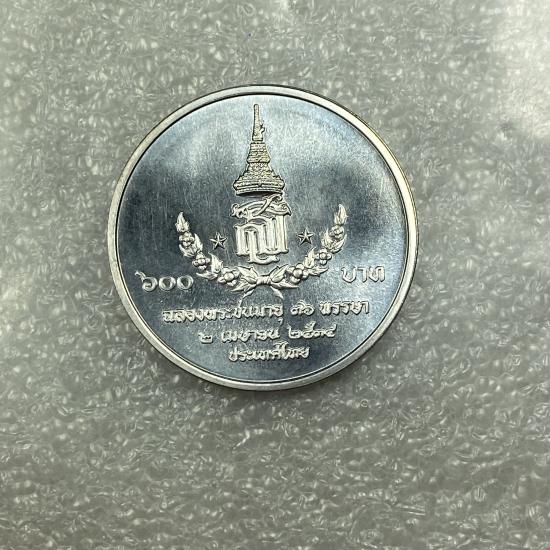 ๖๐๐ บาท
ฉลองพระชนมายุ ๓๖ พรรษา
๒ เมษายน ๒๕๓๔
ประเทศไทย